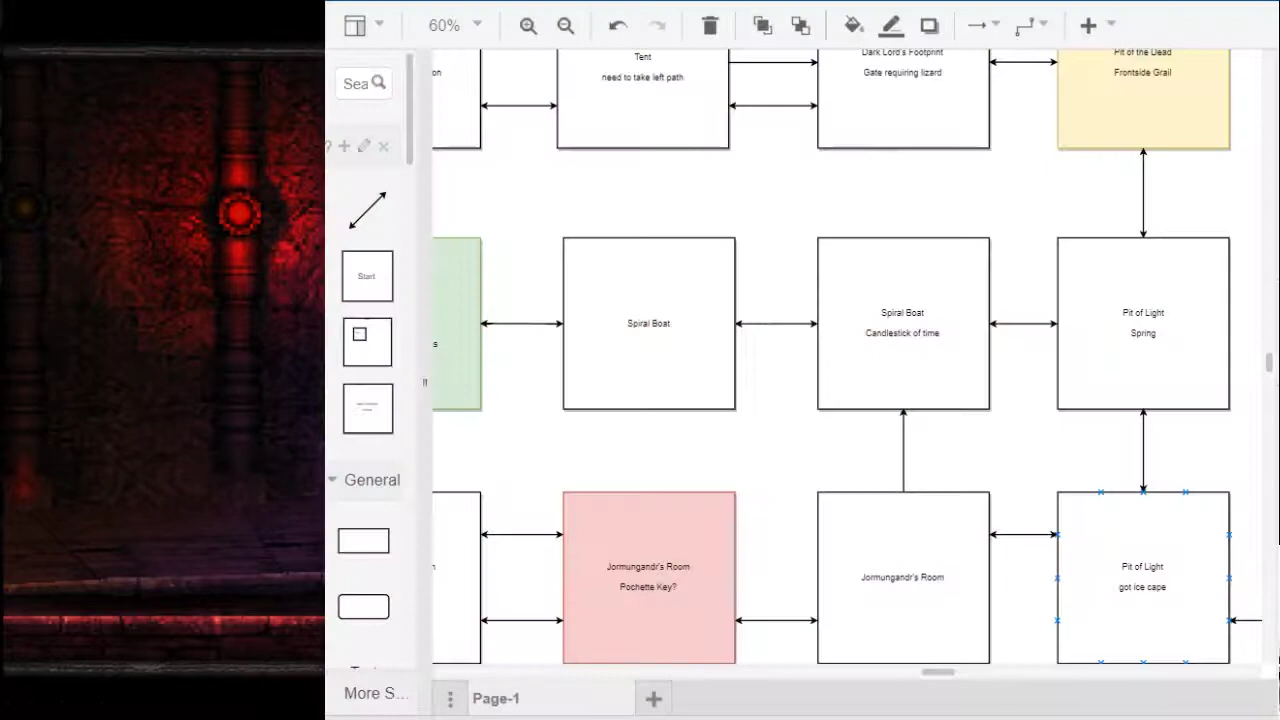 60%
Sea
on
Tent
need to take left path
Dark Lord's Footprint
Gate requiring lizard
Pit of the Dead
Frontside Grail
?
Start
s
Spiral Boat
Spiral Boat
Candlestick of time
Pit of Light
Spring
General
Jormungandr's Room
Pochette Key?
Jormungandr's Room
Pit of Light
got ice cape
More S...
Page-1